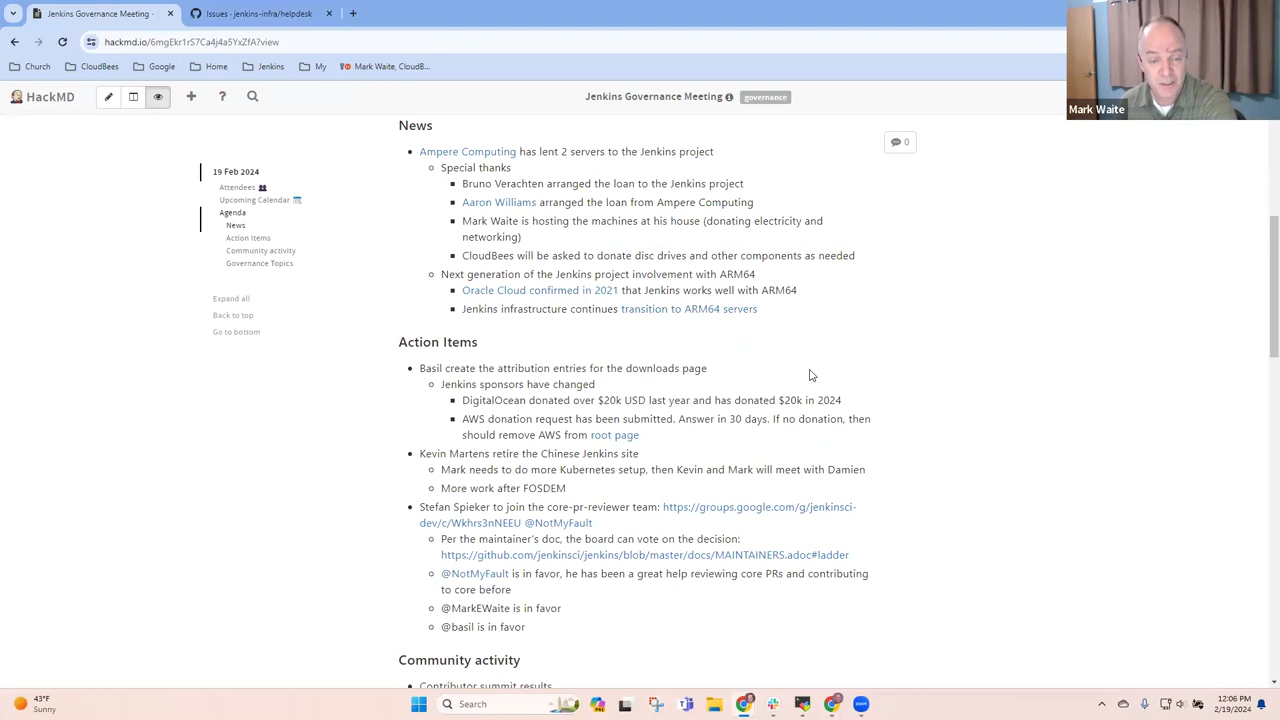 Jenkins Governance Meeting -
Issues · jenkins-infra/helpdesk
hackmd.io/6mgEkr1rS7Ca4j4a5YxZfA?view
Church
CloudBees
Google
Home
Jenkins
My
Mark Waite, CloudB...
HackMD
Jenkins Governance Meeting
governance
Mark Waite
0
19 Feb 2024
Attendees
Upcoming Calendar
Agenda
News
Action Items
Community activity
Governance Topics
Expand all
Back to top
Go to bottom
News
Ampere Computing has lent 2 servers to the Jenkins project
Special thanks
Bruno Verachten arranged the loan to the Jenkins project
Aaron Williams arranged the loan from Ampere Computing
Mark Waite is hosting the machines at his house (donating electricity and
networking)
CloudBees will be asked to donate disc drives and other components as needed
Next generation of the Jenkins project involvement with ARM64
Oracle Cloud confirmed in 2021 that Jenkins works well with ARM64
Jenkins infrastructure continues transition to ARM64 servers
Action Items
Basil create the attribution entries for the downloads page
Jenkins sponsors have changed
DigitalOcean donated over $20k USD last year and has donated $20k in 2024
AWS donation request has been submitted. Answer in 30 days. If no donation, then
should remove AWS from root page
Kevin Martens retire the Chinese Jenkins site
Mark needs to do more Kubernetes setup, then Kevin and Mark will meet with Damien
More work after FOSDEM
Stefan Spieker to join the core-pr-reviewer team: https://groups.google.com/g/jenkinsci-
dev/c/Wkhrs3nNEEU @NotMyFault
Per the maintainer's doc, the board can vote on the decision:
https://github.com/jenkinsci/jenkins/blob/master/docs/MAINTAINERS.adoc#ladder
@NotMyFault is in favor, he has been a great help reviewing core PRs and contributing
to core before
@MarkEWaite is in favor
@basil is in favor
Community activity
Contributor summit results
43°F
Sunny
Search
12:06 PM
2/19/2024